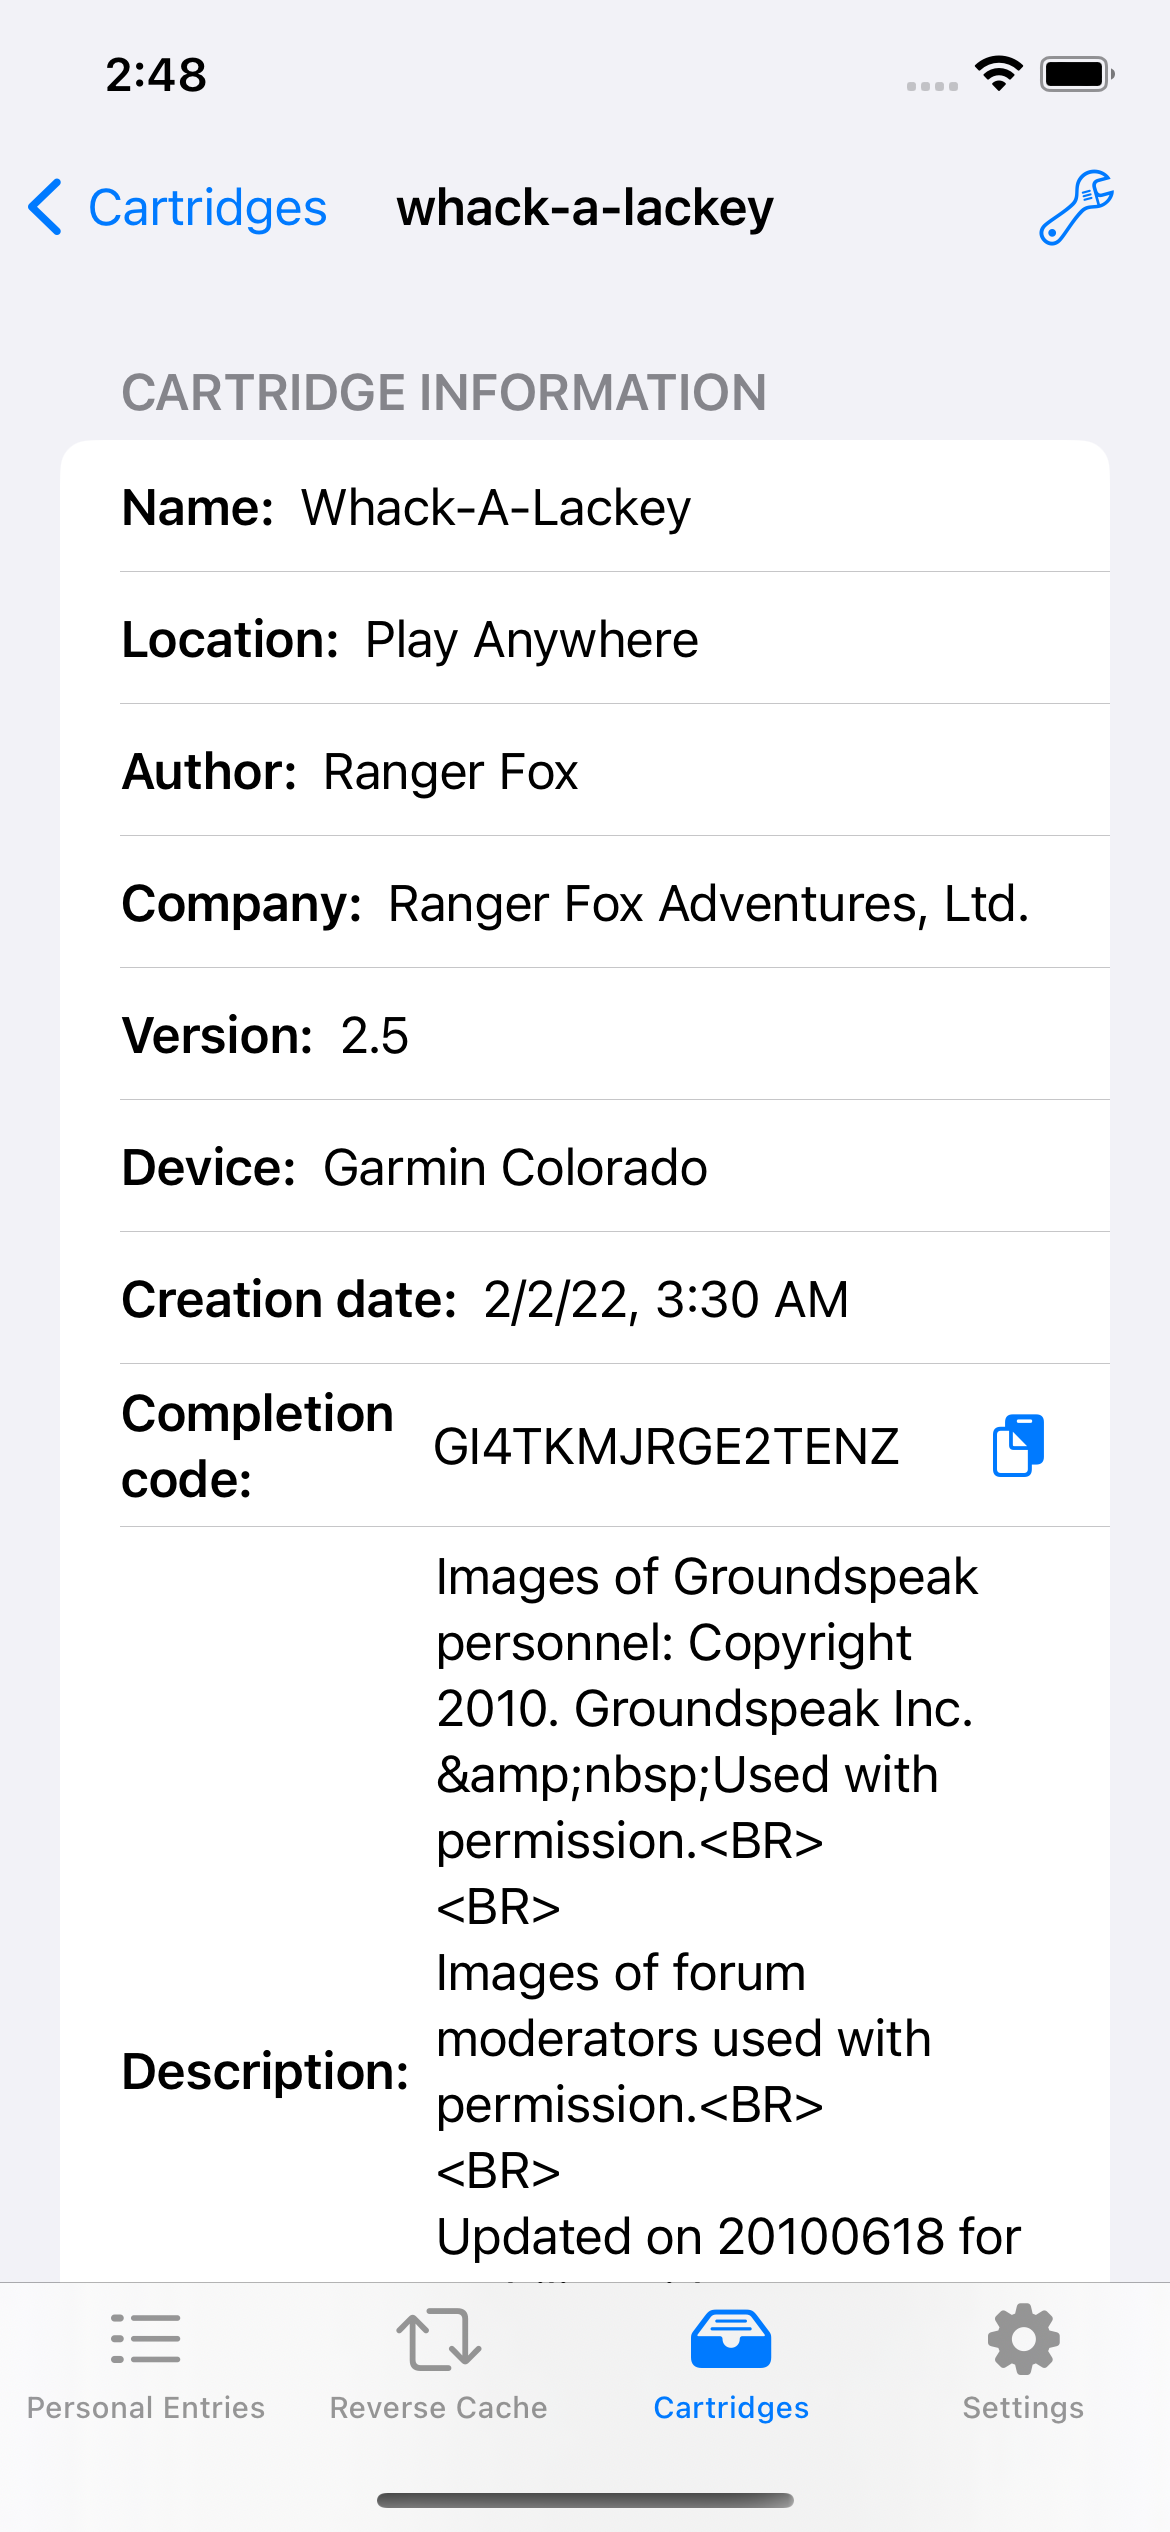 2:48
Cartridges whack-a-lackey
CARTRIDGE INFORMATION
Name: Whack-A-Lackey
Location: Play Anywhere
Author: Ranger Fox
Company: Ranger Fox Adventures, Ltd.
Version: 2.5
Device: Garmin Colorado
Creation date: 2/2/22, 3:30 AM
Completion
code:
GI4TKMJRGE2TENZ
Description:
Images of Groundspeak
personnel: Copyright
2010. Groundspeak Inc.
&amp;nbsp;Used with
permission.<BR>
<BR>
Images of forum
moderators used with
permission.<BR>
<BR>
Updated on 20100618 for
Personal Entries Reverse Cache Cartridges Settings